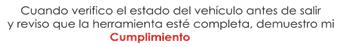 Cuando verifico el estado del vehículo antes de salir
y reviso que la herramienta esté completa, demuestro mi
Cumplimiento